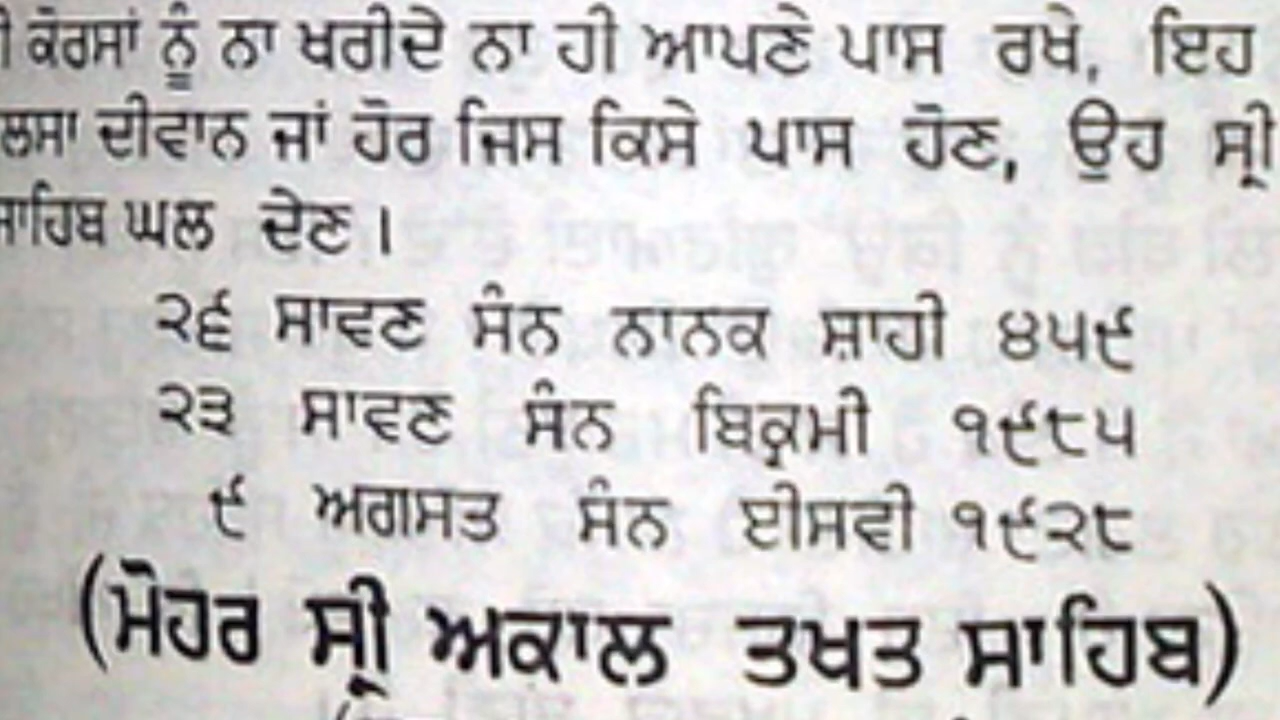 ਕੋਰਸਾਂ ਨੂੰ ਨਾ ਖਰੀਦੇ ਨਾ ਹੀ ਆਪਣੇ ਪਾਸ ਰਖੇ, ਇਹ
ਲਸਾ ਦੀਵਾਨ ਜਾਂ ਹੋਰ ਜਿਸ ਕਿਸੇ ਪਾਸ ਹੋਣ, ਉਹ ਸ੍ਰੀ
ਸਾਹਿਬ ਘਲ ਦੇਣ।
੨੬ ਸਾਵਣ ਸੰਨ ਨਾਨਕ ਸ਼ਾਹੀ ੪੫੯
੨੩ ਸਾਵਣ ਸੰਨ ਬਿਕ੍ਰਮੀ ੧੯੮੫
੯ ਅਗਸਤ ਸੰਨ ਈਸਵੀ ੧੯੨੮
(ਮੋਹਰ ਸ੍ਰੀ ਅਕਾਲ ਤਖਤ ਸਾਹਿਬ)